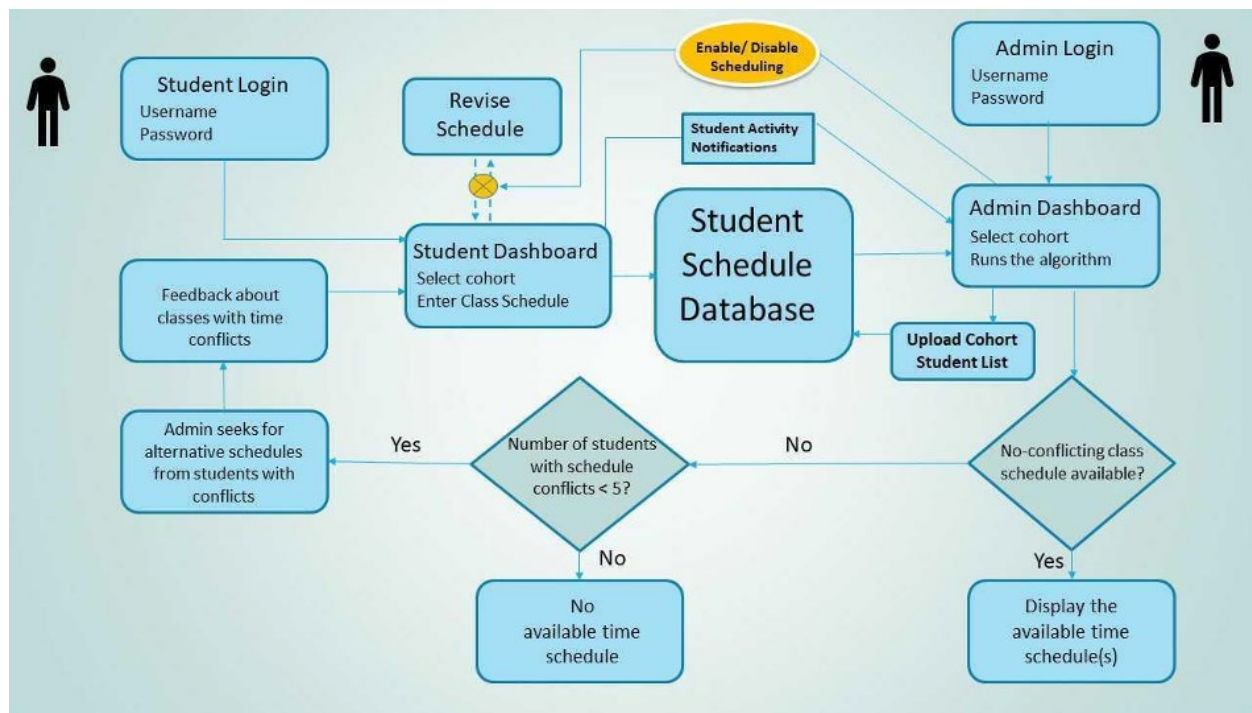 Student Login
Username
Password
Revise
Schedule
Enable/ Disable
Scheduling
Admin Login
Username
Password
Student Activity
Notifications
Student Dashboard
Select cohort
Enter Class Schedule
Student
Schedule
Database
Admin Dashboard
Select cohort
Runs the algorithm
Feedback about
classes with time
conflicts
Upload Cohort
Student List
Admin seeks for
alternative schedules
from students with
conflicts
Yes
Number of students
with schedule
conflicts < 5?
No
No-conflicting class
schedule available?
No
Yes
No
available time
schedule
Display the
available time
schedule(s)